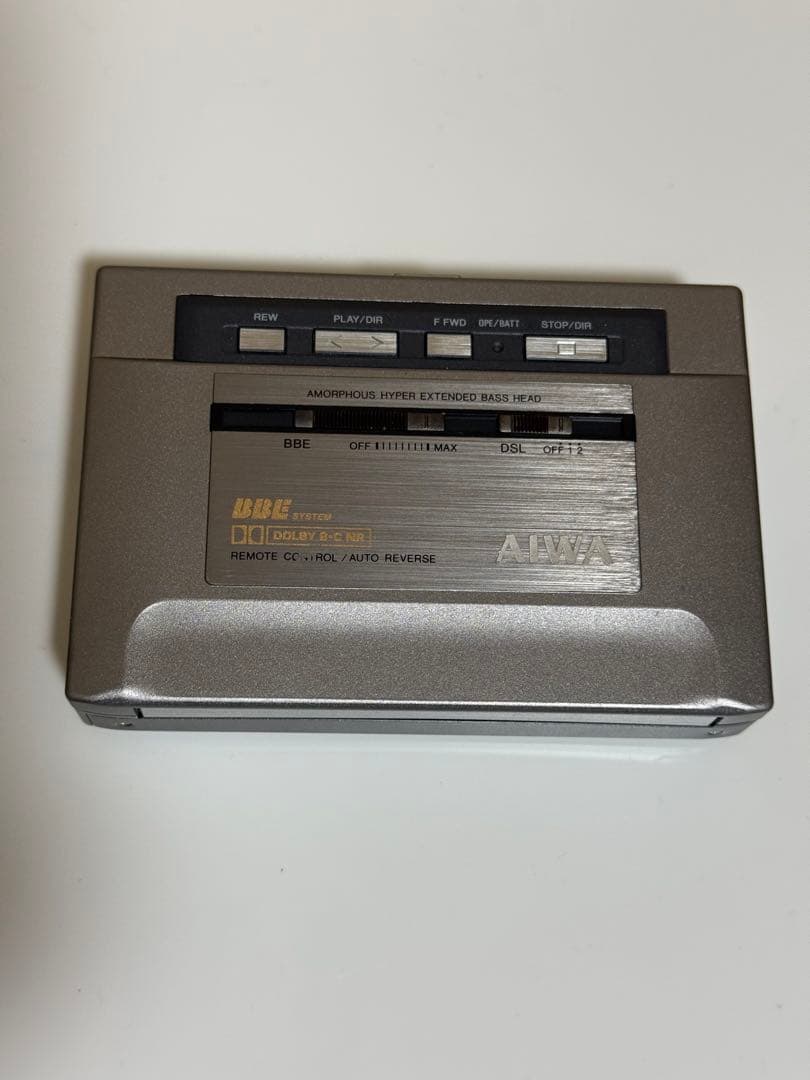 REW PLAY/DIR F FWD OPE/BATT STOP/DIR
< >
AMORPHOUS HYPER EXTENDED BASS HEAD
BBE OFF MAX DSL OFF 1 2
BBE SYSTEM
DOLBY B-C NR
REMOTE CONTROL/AUTO REVERSE
AIWA